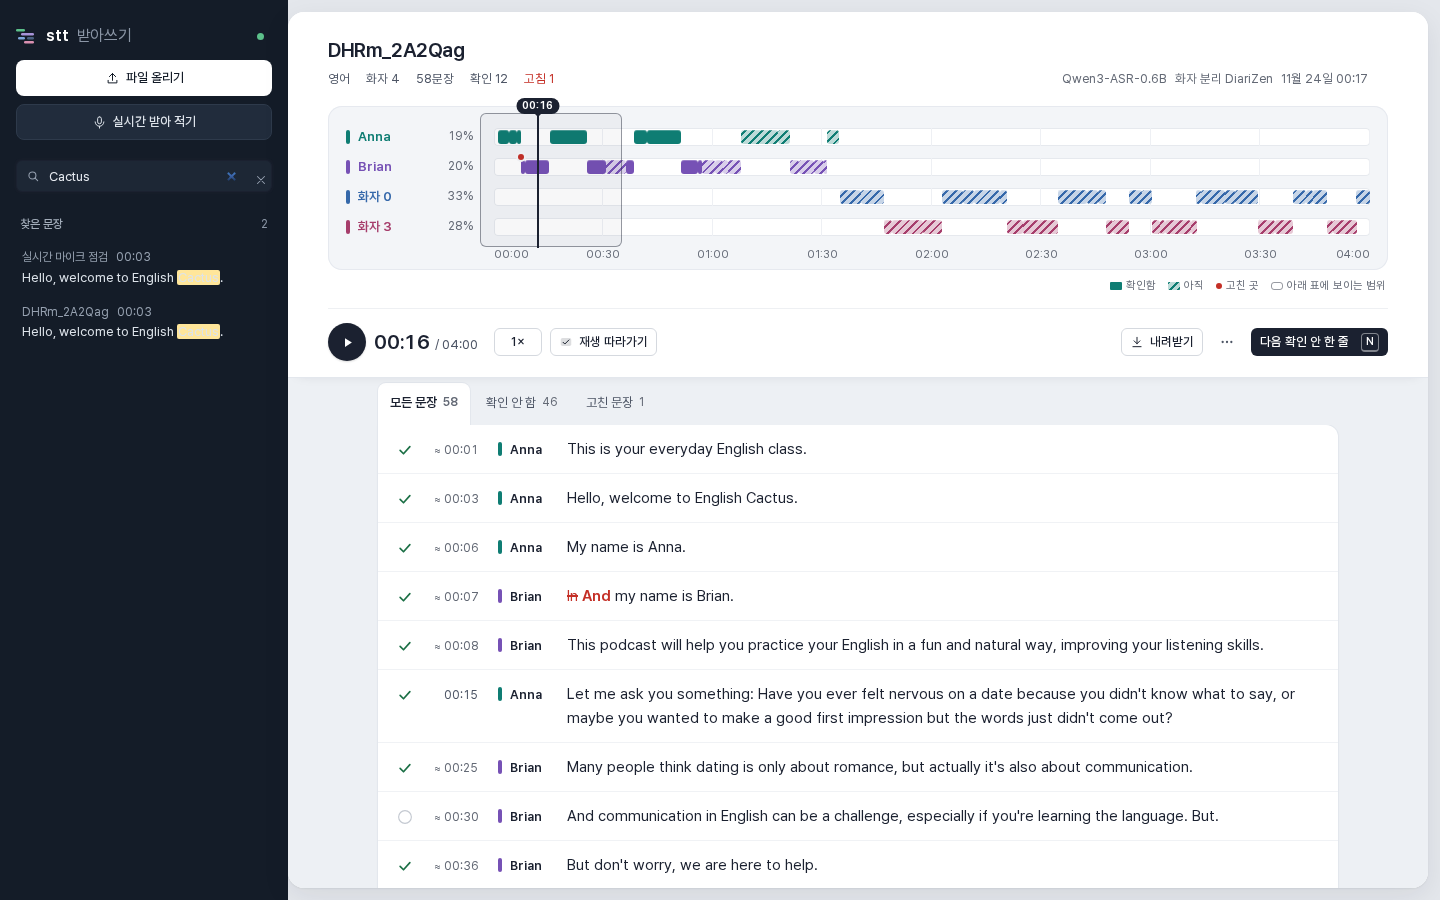 stt 받아쓰기
파일 올리기
실시간 받아 적기
Cactus
찾은 문장 2
실시간 마이크 점검 00:03
Hello, welcome to English Cactus.
DHRm_2A2Qag 00:03
Hello, welcome to English Cactus.
DHRm_2A2Qag
영어 화자 4 58문장 확인 12 고침 1
Qwen3-ASR-0.6B 화자 분리 DiariZen 11월 24일 00:17
00:16
Anna 19%
Brian 20%
화자 0 33%
화자 3 28%
00:00 00:30 01:00 01:30 02:00 02:30 03:00 03:30 04:00
확인함 아직 고친 곳 아래 표에 보이는 범위
00:16 / 04:00 1× 재생 따라가기 내려받기 ⋯ 다음 확인 안 한 줄 N
모든 문장 58 확인 안 함 46 고친 문장 1
≈ 00:01 Anna This is your everyday English class.
≈ 00:03 Anna Hello, welcome to English Cactus.
≈ 00:06 Anna My name is Anna.
≈ 00:07 Brian In And my name is Brian.
≈ 00:08 Brian This podcast will help you practice your English in a fun and natural way, improving your listening skills.
00:15 Anna Let me ask you something: Have you ever felt nervous on a date because you didn't know what to say, or
maybe you wanted to make a good first impression but the words just didn't come out?
≈ 00:25 Brian Many people think dating is only about romance, but actually it's also about communication.
≈ 00:30 Brian And communication in English can be a challenge, especially if you're learning the language. But.
≈ 00:36 Brian But don't worry, we are here to help.